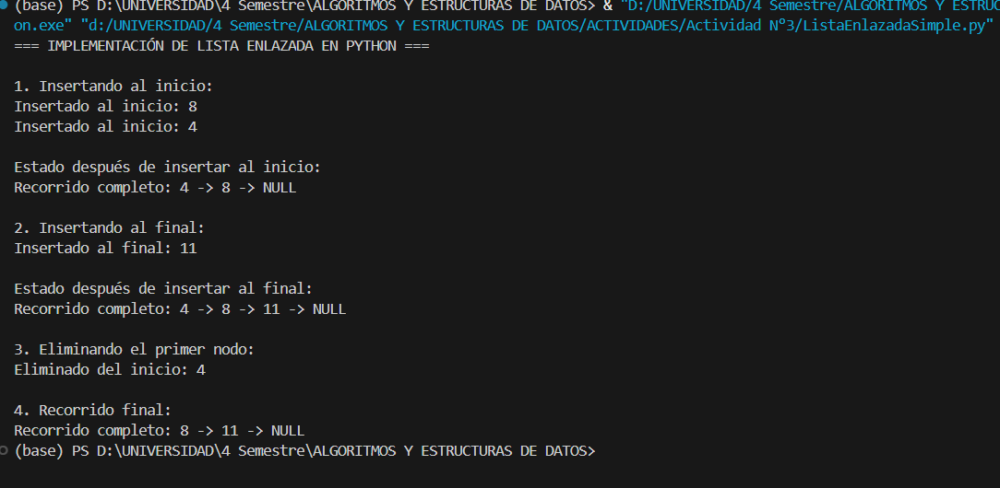 (base) PS D:\UNIVERSIDAD\4 Semestre\ALGORITMOS Y ESTRUCTURAS DE DATOS> & "D:/UNIVERSIDAD/4 Semestre/ALGORITMOS Y ESTRUC
on.exe" "d:/UNIVERSIDAD/4 Semestre/ALGORITMOS Y ESTRUCTURAS DE DATOS/ACTIVIDADES/Actividad Nº3/ListaEnlazadaSimple.py"
=== IMPLEMENTACIÓN DE LISTA ENLAZADA EN PYTHON ===
1. Insertando al inicio:
Insertado al inicio: 8
Insertado al inicio: 4
Estado después de insertar al inicio:
Recorrido completo: 4 -> 8 -> NULL
2. Insertando al final:
Insertado al final: 11
Estado después de insertar al final:
Recorrido completo: 4 -> 8 -> 11 -> NULL
3. Eliminando el primer nodo:
Eliminado del inicio: 4
4. Recorrido final:
Recorrido completo: 8 -> 11 -> NULL
(base) PS D:\UNIVERSIDAD\4 Semestre\ALGORITMOS Y ESTRUCTURAS DE DATOS>